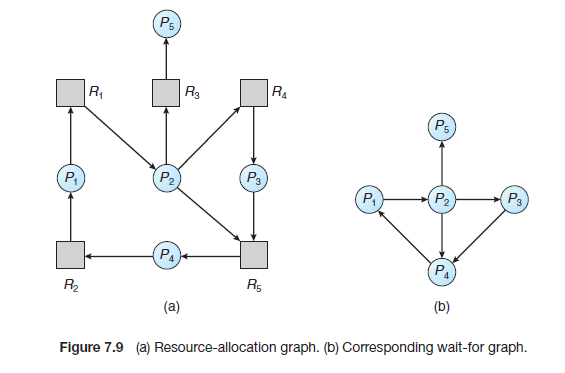 P5
R1
R3
R4
P5
P1
P2
P3
P1
P2
P3
P4
P4
R2
R5
(a)
(b)
Figure 7.9 (a) Resource-allocation graph. (b) Corresponding wait-for graph.